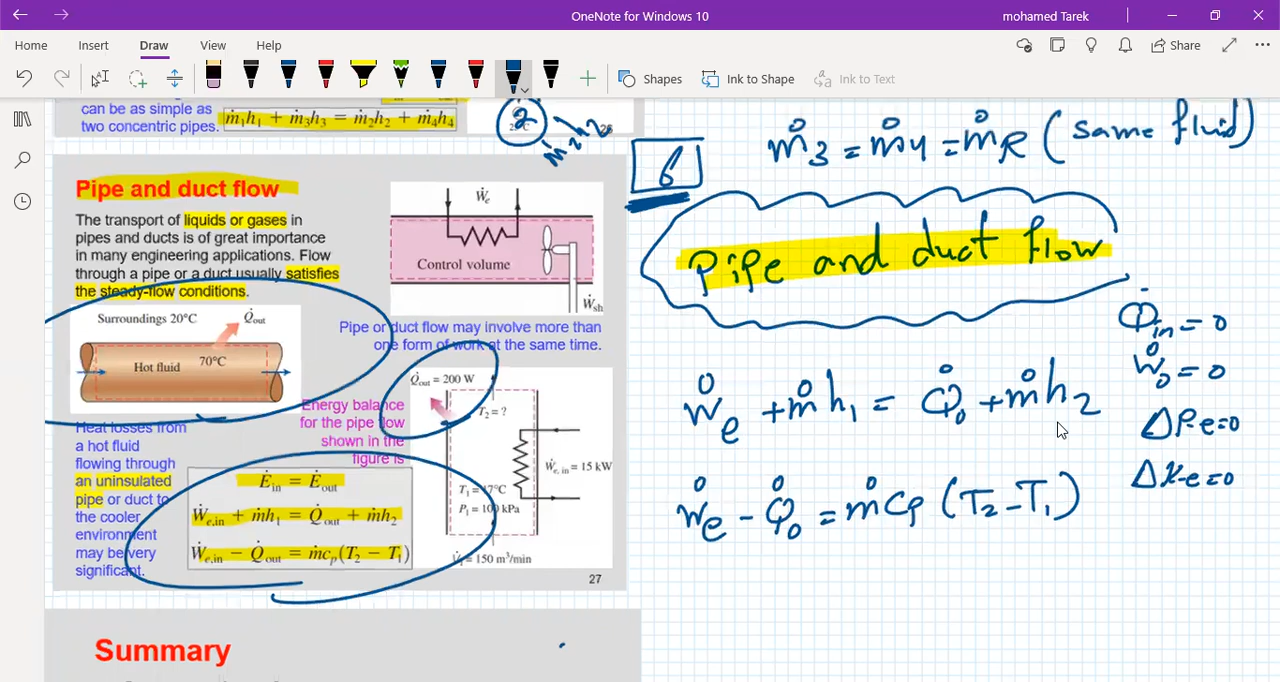 OneNote for Windows 10
mohamed Tarek
Home Insert Draw View Help
Share
Shapes
Ink to Shape
Ink to Text
can be as simple as
two concentric pipes.
ṁ₁h₁ + ṁ₃h₃ = ṁ₂h₂ + ṁ₄h₄
2
ṁ₂h₂
26
Pipe and duct flow
The transport of liquids or gases in
pipes and ducts is of great importance
in many engineering applications. Flow
through a pipe or a duct usually satisfies
the steady-flow conditions.
Ẇe
Control volume
Ẇsh
Pipe or duct flow may involve more than
one form of work at the same time.
Surroundings 20°C
Q̇out
70°C
Hot fluid
Heat losses from
a hot fluid
flowing through
an uninsulated
pipe or duct to
the cooler
environment
may be very
significant.
Energy balance
for the pipe flow
shown in the
figure is
Ėin = Ėout
Ẇe,in + ṁh₁ = Q̇out + ṁh₂
Ẇe,in − Q̇out = ṁcp(T₂ − T₁)
Q̇out = 200 W
T₂ = ?
Ẇe, in = 15 kW
T₁ = 17°C
P₁ = 100 kPa
V̇₁ = 150 m³/min
27
Summary
ṁ3 = ṁ4 = ṁR (same fluid)
6
Pipe and duct flow
Q̇in = 0
Ẇo = 0
ΔP.e=0
ΔK.e=0
Ẇe + ṁh₁ = Q̇o + ṁh₂
Ẇe − Q̇o = ṁCp (T₂ − T₁)